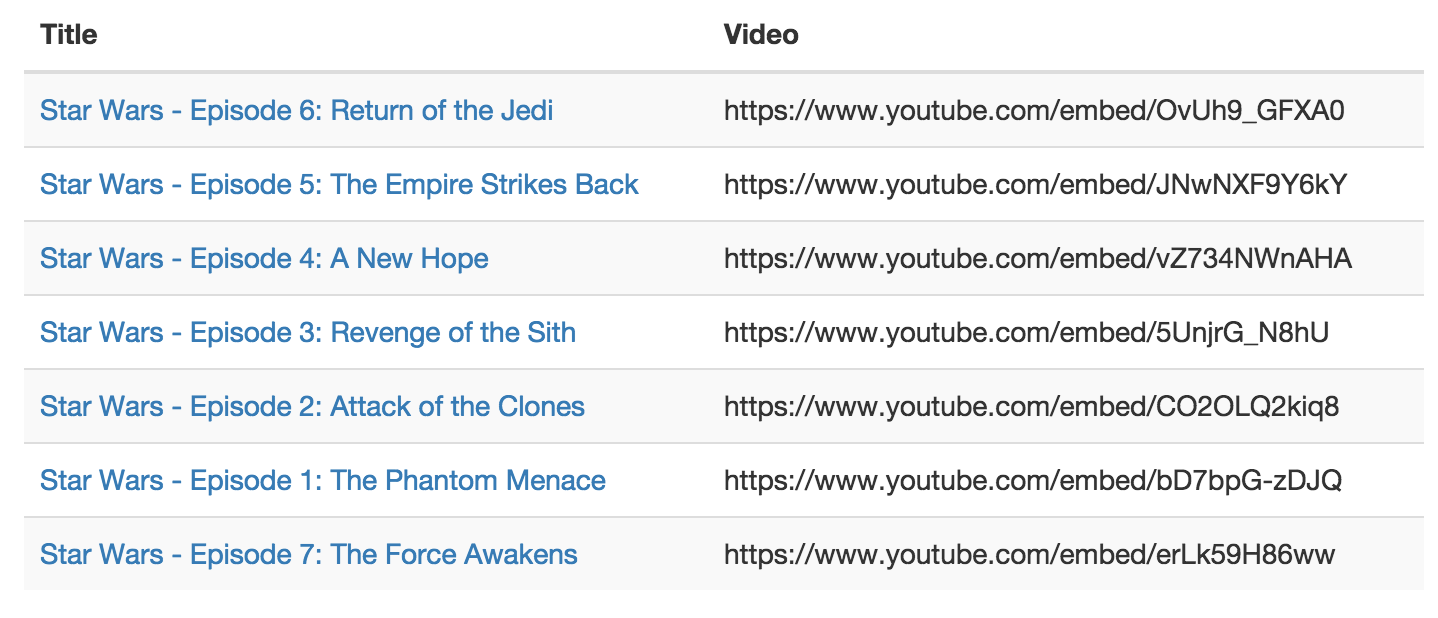 Title Video
Star Wars - Episode 6: Return of the Jedi https://www.youtube.com/embed/OvUh9_GFXA0
Star Wars - Episode 5: The Empire Strikes Back https://www.youtube.com/embed/JNwNXF9Y6kY
Star Wars - Episode 4: A New Hope https://www.youtube.com/embed/vZ734NWnAHA
Star Wars - Episode 3: Revenge of the Sith https://www.youtube.com/embed/5UnjrG_N8hU
Star Wars - Episode 2: Attack of the Clones https://www.youtube.com/embed/CO2OLQ2kiq8
Star Wars - Episode 1: The Phantom Menace https://www.youtube.com/embed/bD7bpG-zDJQ
Star Wars - Episode 7: The Force Awakens https://www.youtube.com/embed/erLk59H86ww